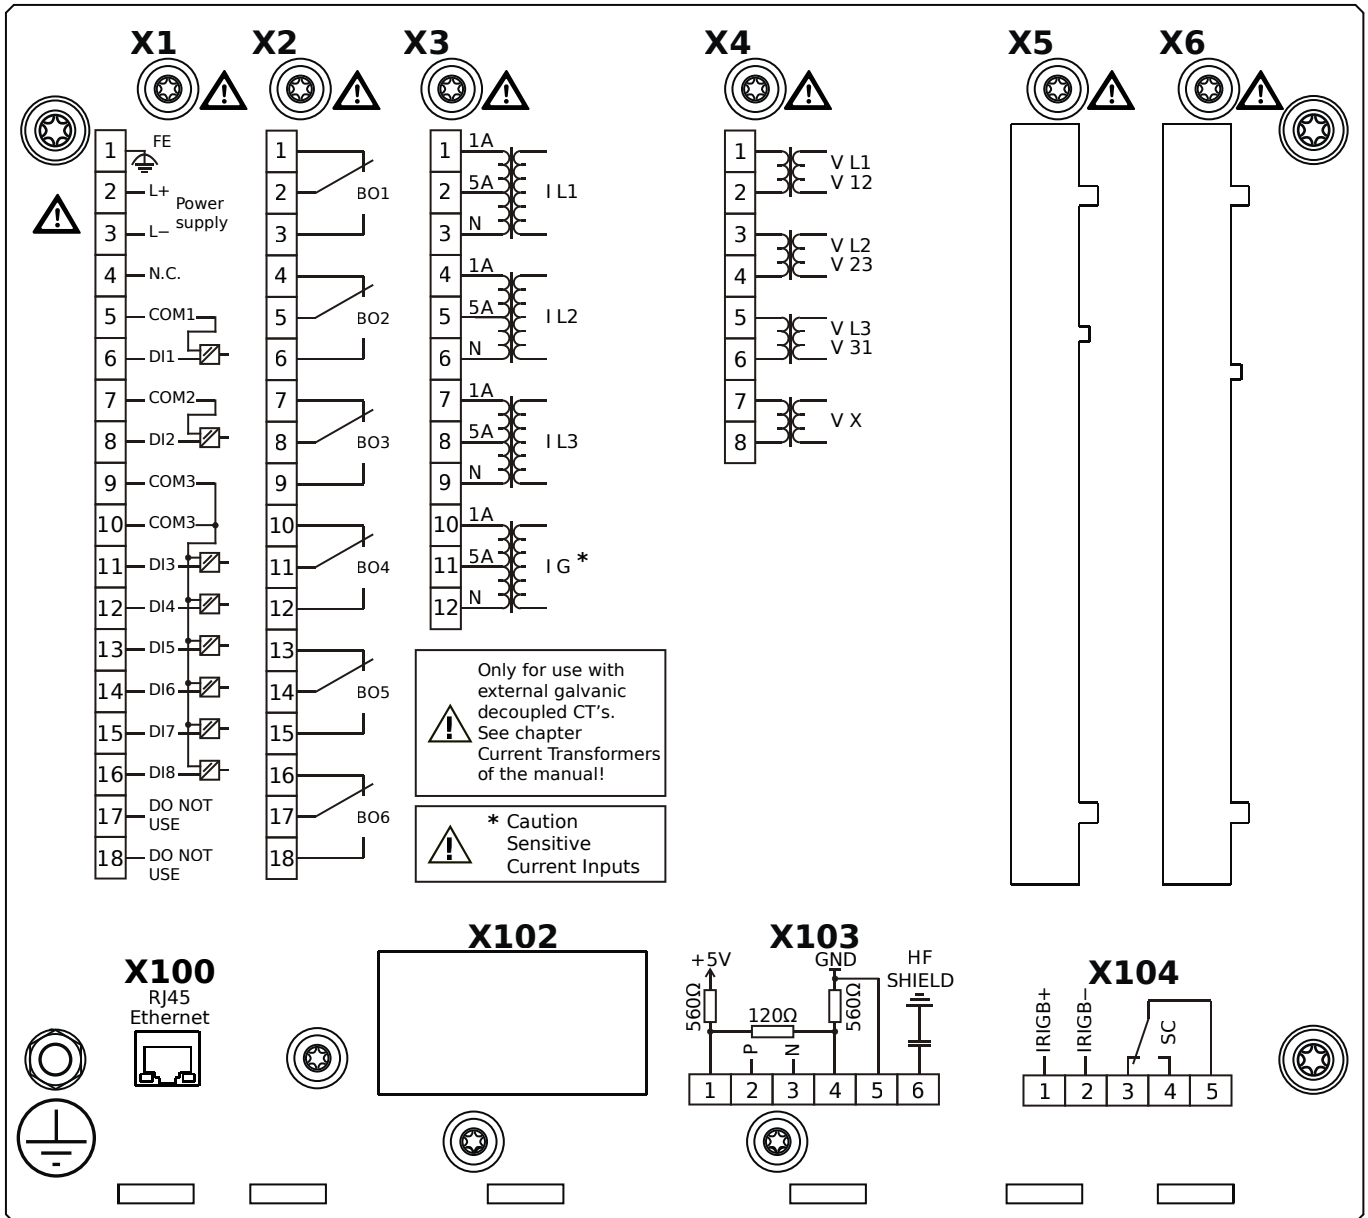 X1
X2
X3
X4
X5
X6
1 FE
2 L+
Power
supply
3 L−
4 N.C.
5 COM1
6 DI1
7 COM2
8 DI2
9 COM3
10 COM3
11 DI3
12 DI4
13 DI5
14 DI6
15 DI7
16 DI8
17 DO NOT
USE
18 DO NOT
USE
1
2 BO1
3
4
5 BO2
6
7
8 BO3
9
10
11 BO4
12
13
14 BO5
15
16
17 BO6
18
1 1A
2 5A I L1
3 N
4 1A
5 5A I L2
6 N
7 1A
8 5A I L3
9 N
10 1A
11 5A I G *
12 N
Only for use with
external galvanic
decoupled CT's.
See chapter
Current Transformers
of the manual!
* Caution
Sensitive
Current Inputs
1 V L1
2 V 12
3 V L2
4 V 23
5 V L3
6 V 31
7 V X
8
X100
RJ45
Ethernet
X102
X103
+5V
GND
HF
SHIELD
560Ω
120Ω
560Ω
P
N
1 2 3 4 5 6
X104
IRIGB+
IRIGB−
SC
1 2 3 4 5